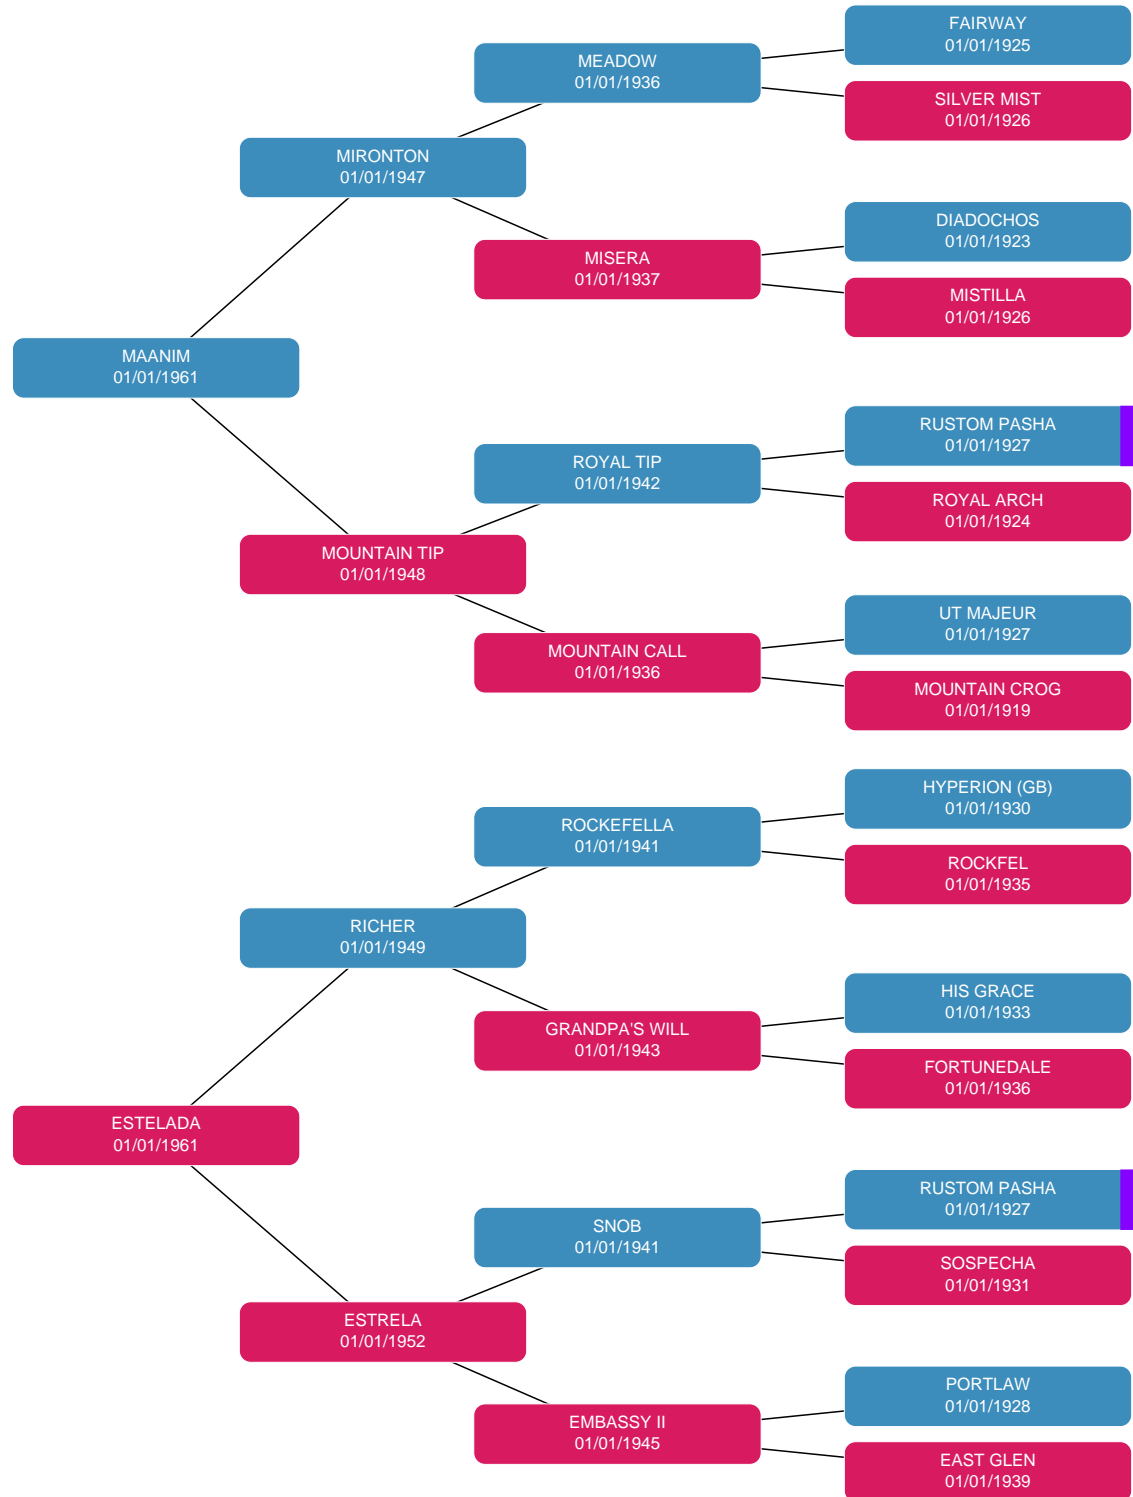 FAIRWAY
01/01/1925
MEADOW
01/01/1936
SILVER MIST
01/01/1926
MIRONTON
01/01/1947
DIADOCHOS
01/01/1923
MISERA
01/01/1937
MISTILLA
01/01/1926
MAANIM
01/01/1961
RUSTOM PASHA
01/01/1927
ROYAL TIP
01/01/1942
ROYAL ARCH
01/01/1924
MOUNTAIN TIP
01/01/1948
UT MAJEUR
01/01/1927
MOUNTAIN CALL
01/01/1936
MOUNTAIN CROG
01/01/1919
HYPERION (GB)
01/01/1930
ROCKEFELLA
01/01/1941
ROCKFEL
01/01/1935
RICHER
01/01/1949
HIS GRACE
01/01/1933
GRANDPA'S WILL
01/01/1943
FORTUNEDALE
01/01/1936
ESTELADA
01/01/1961
RUSTOM PASHA
01/01/1927
SNOB
01/01/1941
SOSPECHA
01/01/1931
ESTRELA
01/01/1952
PORTLAW
01/01/1928
EMBASSY II
01/01/1945
EAST GLEN
01/01/1939